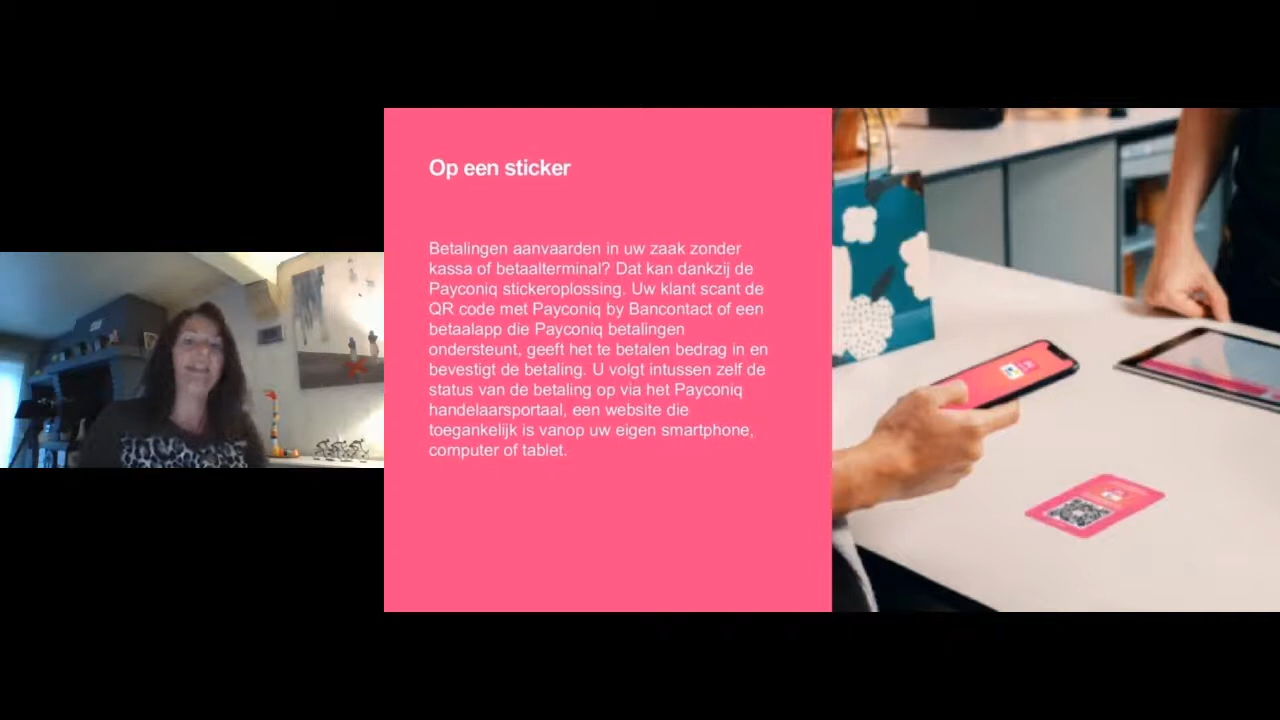 Op een sticker
Betalingen aanvaarden in uw zaak zonder
kassa of betaalterminal? Dat kan dankzij de
Payconiq stickeroplossing. Uw klant scant de
QR code met Payconiq by Bancontact of een
betaalapp die Payconiq betalingen
ondersteunt, geeft het te betalen bedrag in en
bevestigt de betaling. U volgt intussen zelf de
status van de betaling op via het Payconiq
handelaarsportaal, een website die
toegankelijk is vanop uw eigen smartphone,
computer of tablet.